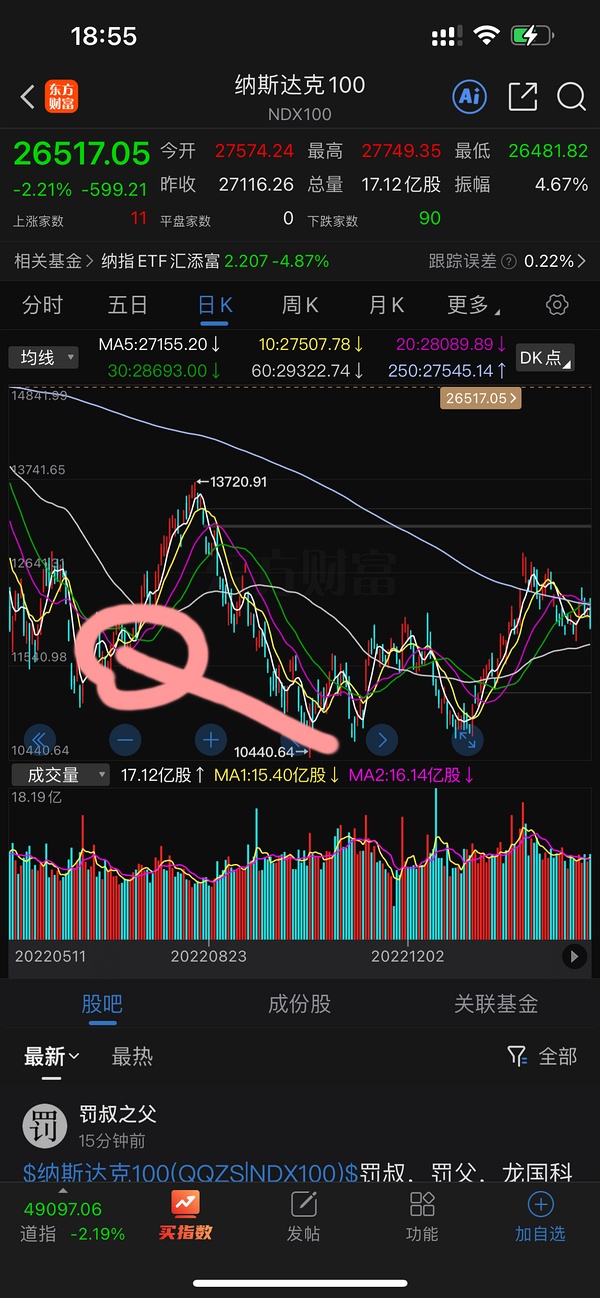 18:55
东方财富
纳斯达克100
NDX100
Ai
26517.05
-2.21% -599.21
今开 27574.24 最高 27749.35 最低 26481.82
昨收 27116.26 总量 17.12亿股 振幅 4.67%
上涨家数 11 平盘家数 0 下跌家数 90
相关基金 纳指ETF汇添富 2.207 -4.87% 跟踪误差 ? 0.22%
分时 五日 日K 周K 月K 更多
均线 MA5:27155.20↓ 10:27507.78↓ 20:28089.89↓ DK点
30:28693.00↓ 60:29322.74↓ 250:27545.14↑
14841.99
26517.05
13741.65
13720.91
12641.31
东方财富
11540.98
10440.64
10440.64
成交量 17.12亿股↑ MA1:15.40亿股↓ MA2:16.14亿股↓
18.19亿
20220511 20220823 20221202
股吧 成份股 关联基金
最新 最热 全部
罚 罚叔之父
15分钟前
$纳斯达克100(QQZS|NDX100)$罚叔，罚父，龙国科
49097.06
道指 -2.19%
买指数 发帖 功能 加自选